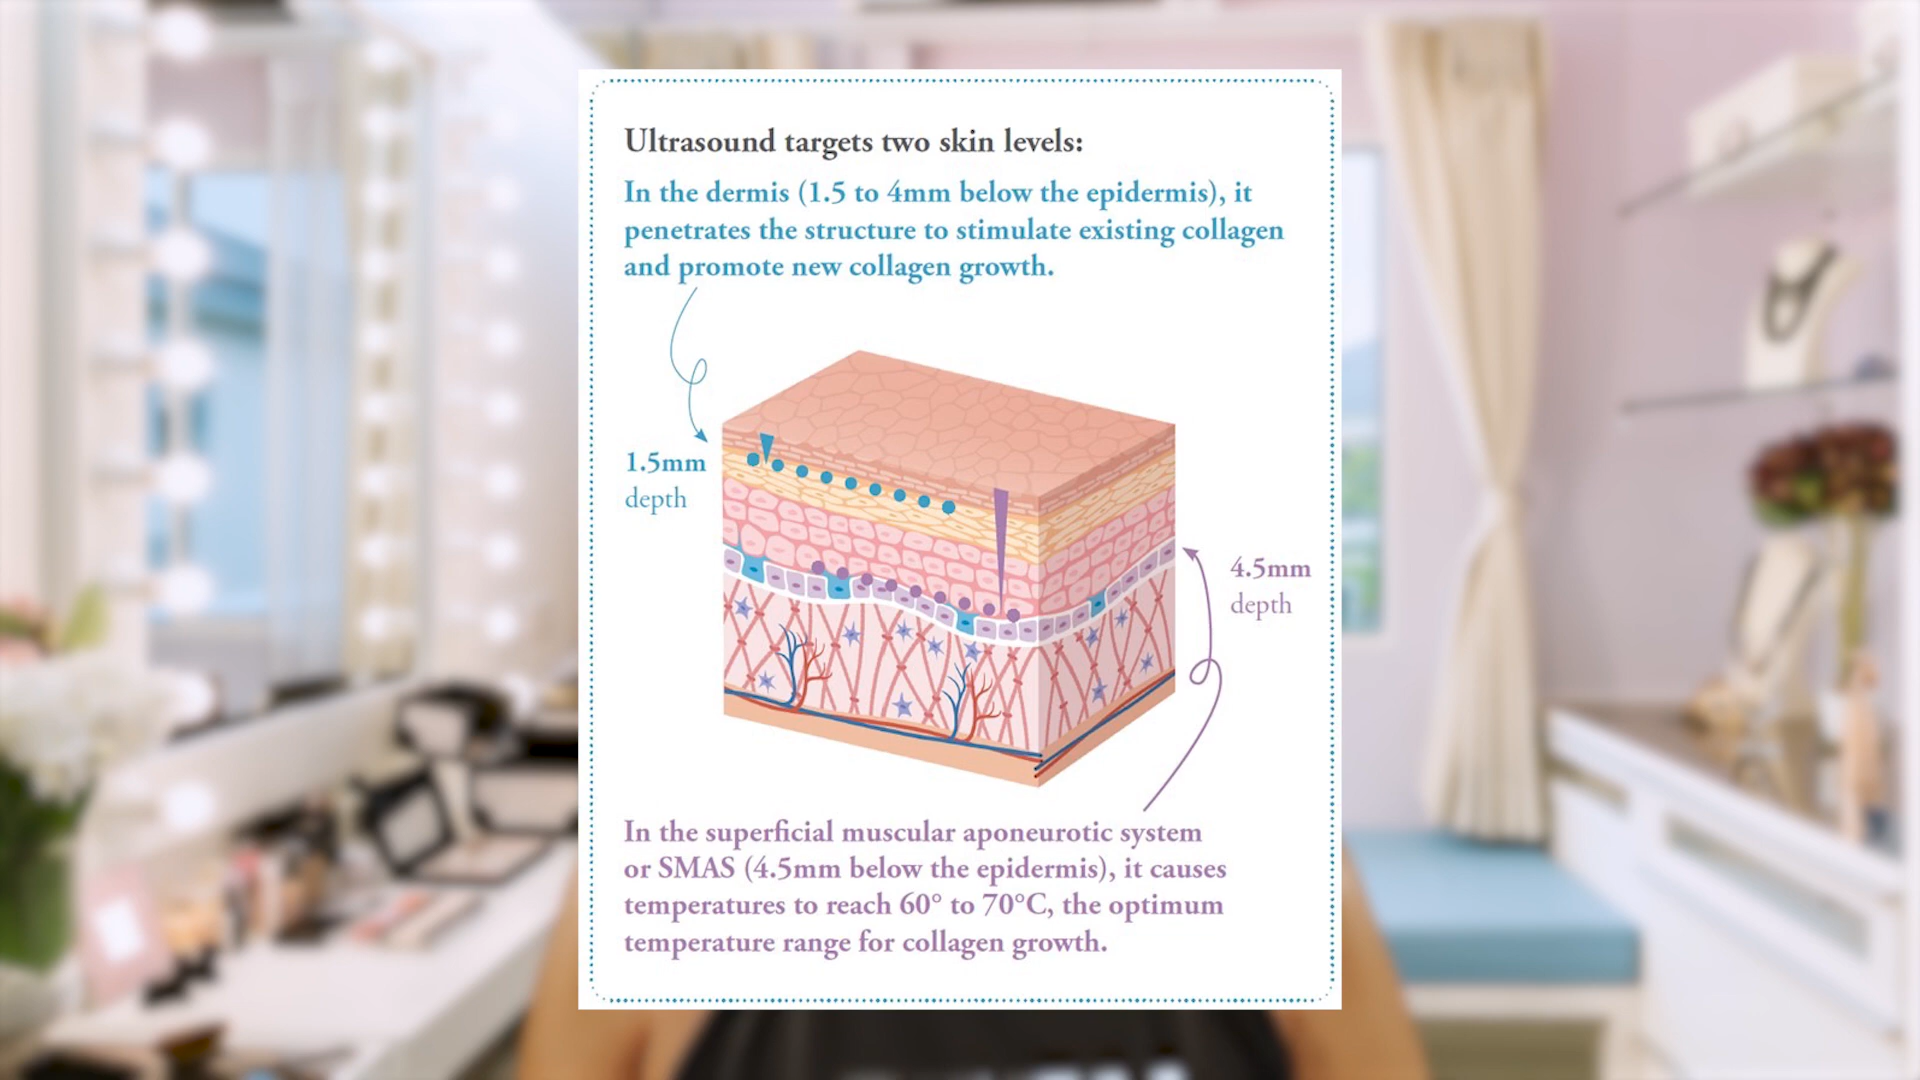 Ultrasound targets two skin levels:
In the dermis (1.5 to 4mm below the epidermis), it
penetrates the structure to stimulate existing collagen
and promote new collagen growth.
1.5mm
depth
4.5mm
depth
In the superficial muscular aponeurotic system
or SMAS (4.5mm below the epidermis), it causes
temperatures to reach 60° to 70°C, the optimum
temperature range for collagen growth.